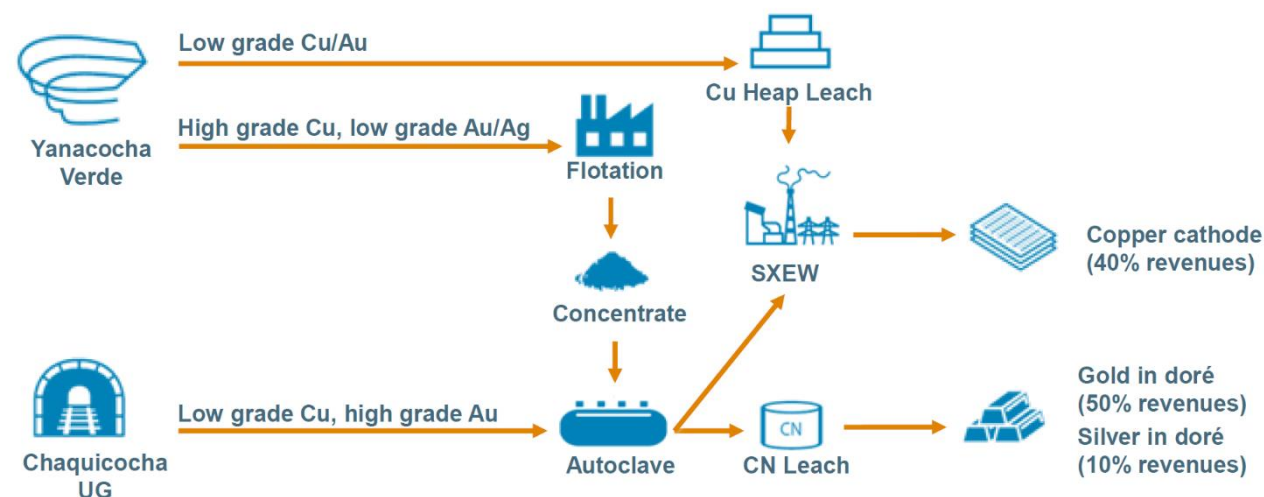 Low grade Cu/Au
Cu Heap Leach
High grade Cu, low grade Au/Ag
Yanacocha
Verde
Flotation
SXEW
Copper cathode
(40% revenues)
Concentrate
Low grade Cu, high grade Au
Chaquicocha
UG
Autoclave
CN
CN Leach
Gold in doré
(50% revenues)
Silver in doré
(10% revenues)